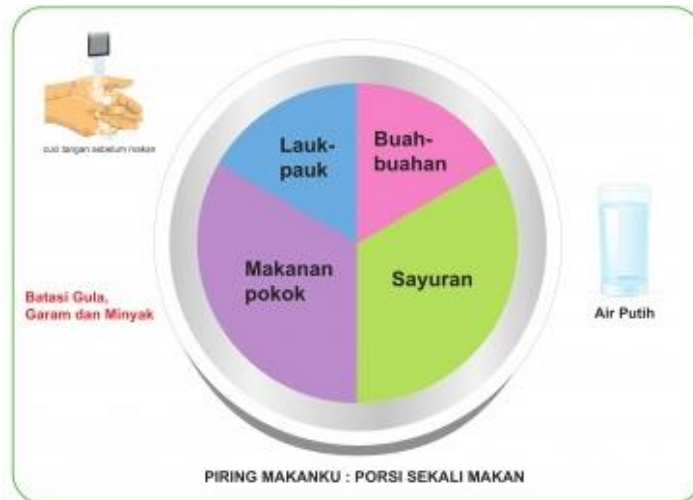 cuci tangan sebelum makan
Lauk-
pauk
Buah-
buahan
Makanan
pokok
Sayuran
Batasi Gula,
Garam dan Minyak
Air Putih
PIRING MAKANKU : PORSI SEKALI MAKAN